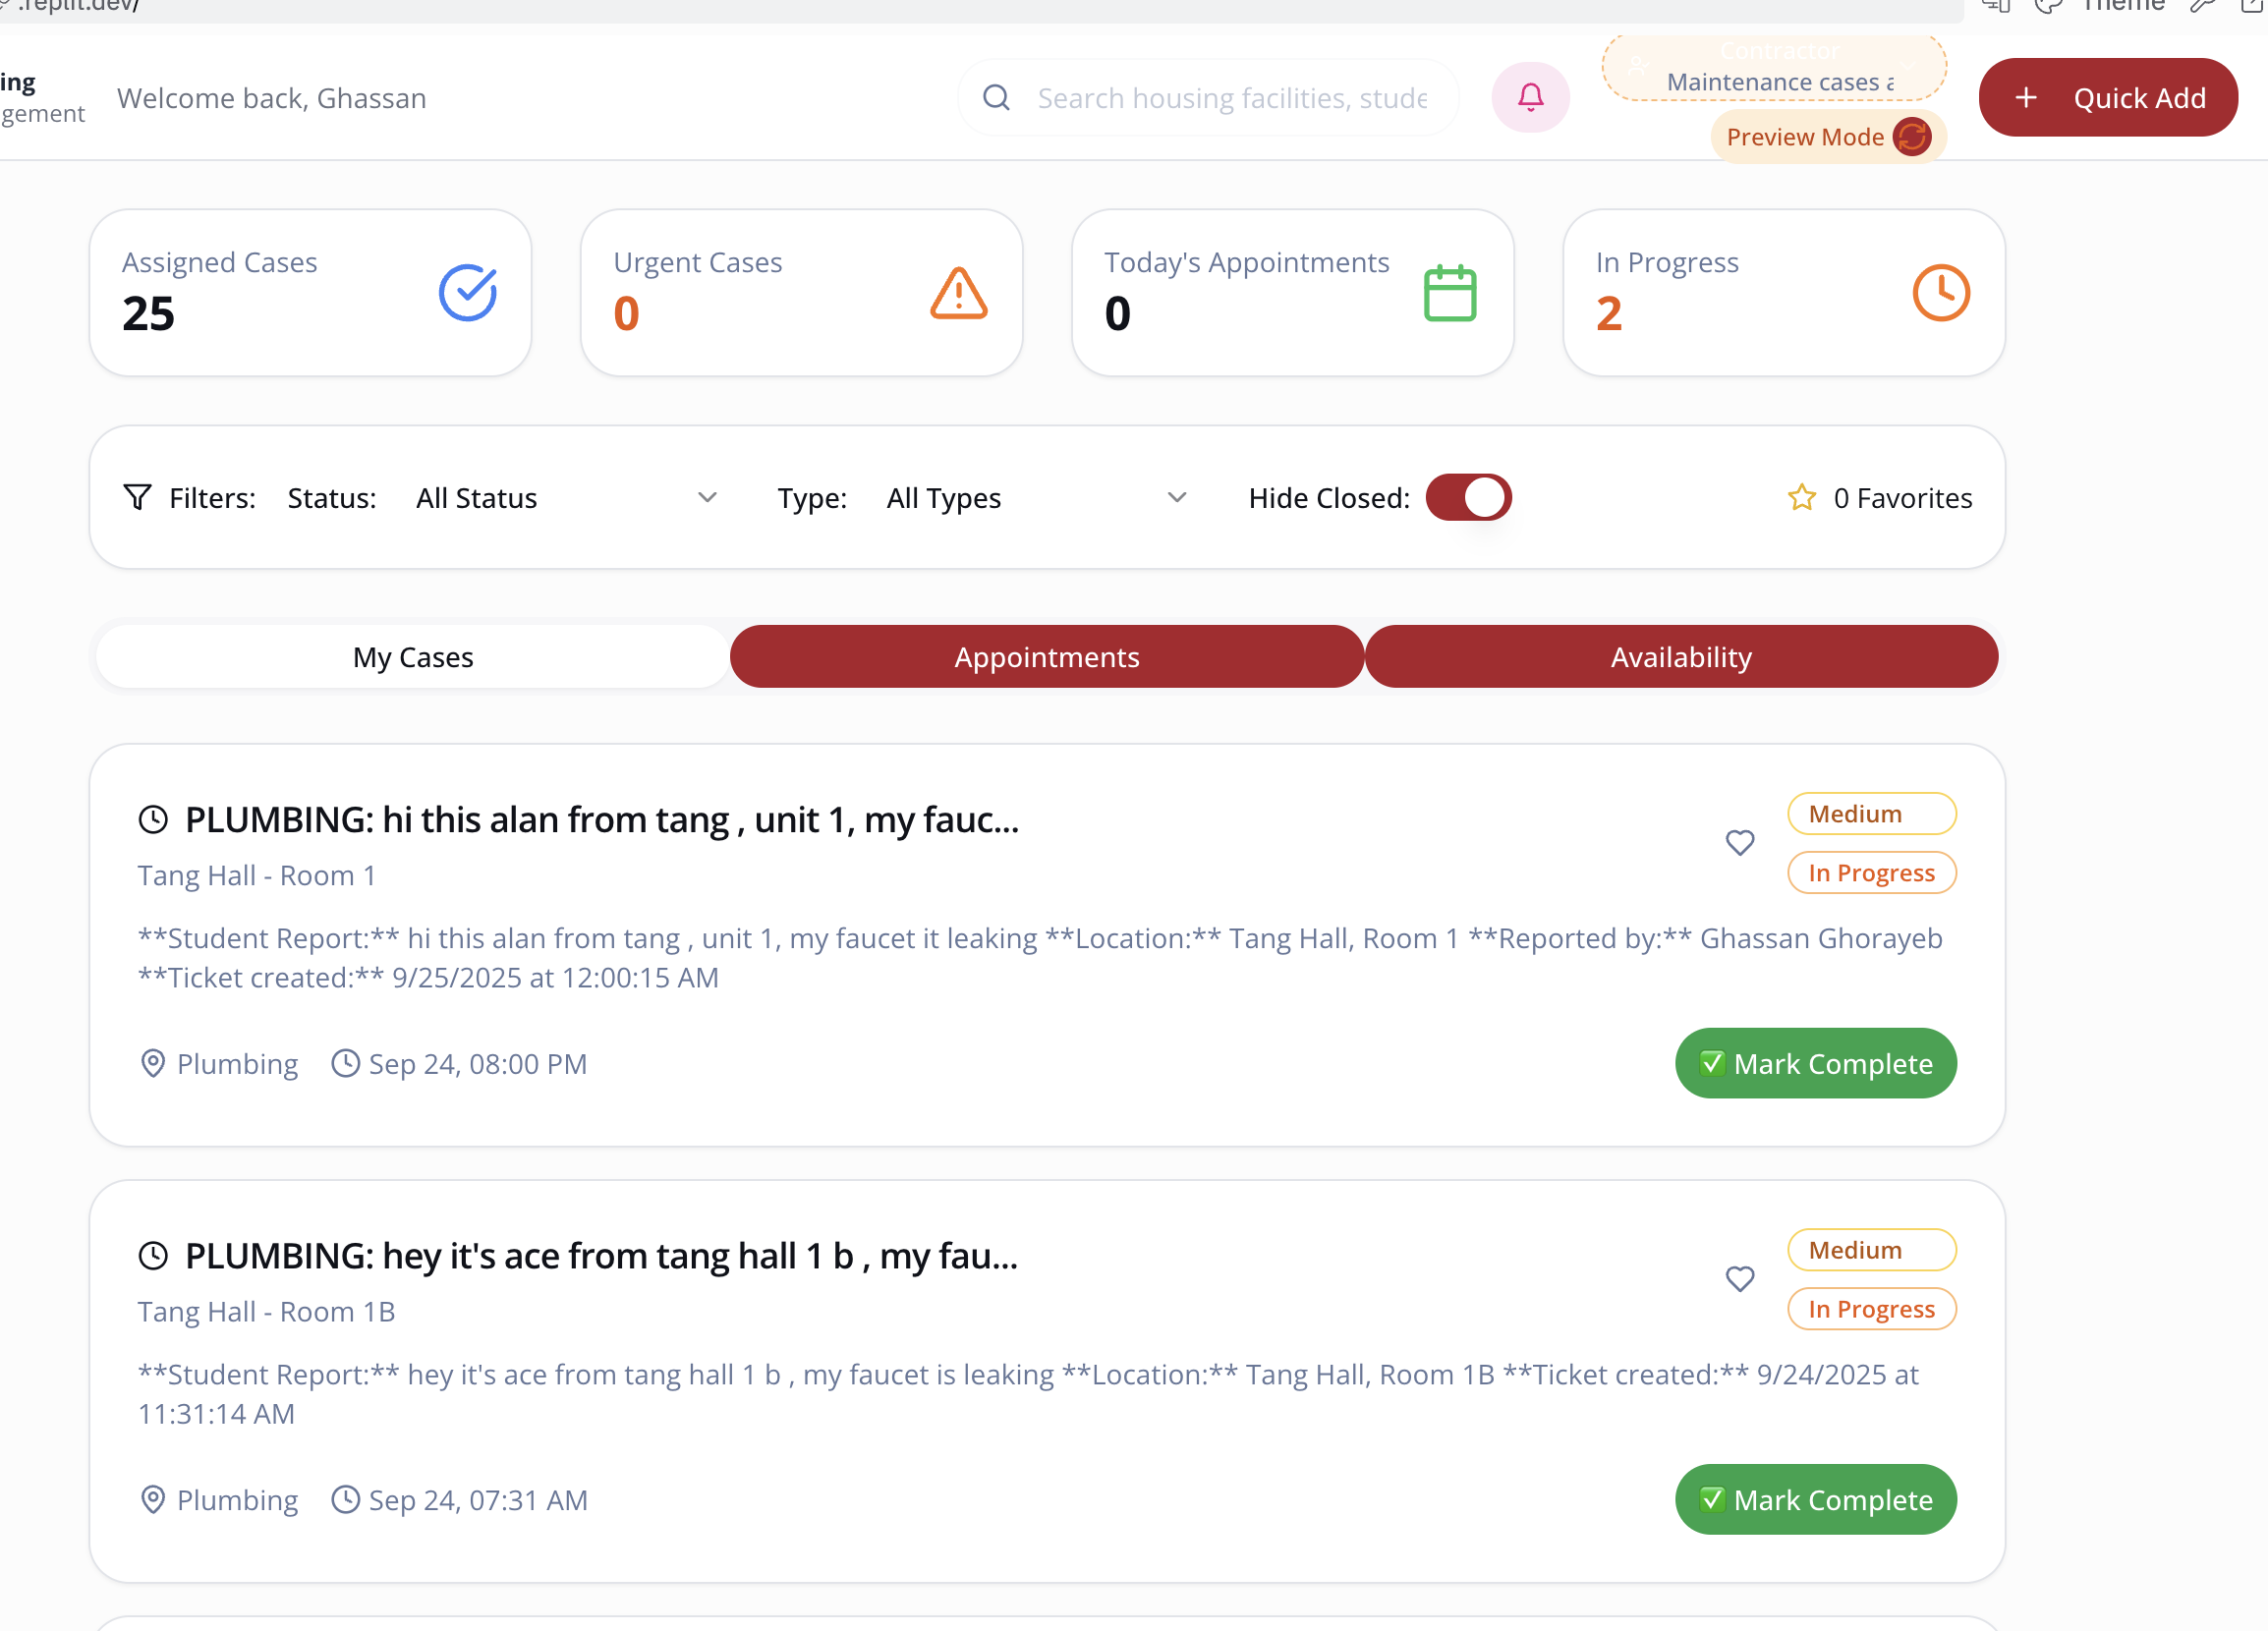 .replit.dev/
Theme
ing
gement
Welcome back, Ghassan
Search housing facilities, stude
Contractor
Maintenance cases a
Preview Mode
Quick Add
Assigned Cases
25
Urgent Cases
0
Today's Appointments
0
In Progress
2
Filters: Status: All Status Type: All Types Hide Closed: 0 Favorites
My Cases Appointments Availability
PLUMBING: hi this alan from tang , unit 1, my fauc...
Medium
In Progress
Tang Hall - Room 1
**Student Report:** hi this alan from tang , unit 1, my faucet it leaking **Location:** Tang Hall, Room 1 **Reported by:** Ghassan Ghorayeb
**Ticket created:** 9/25/2025 at 12:00:15 AM
Plumbing Sep 24, 08:00 PM
✅ Mark Complete
PLUMBING: hey it's ace from tang hall 1 b , my fau...
Medium
In Progress
Tang Hall - Room 1B
**Student Report:** hey it's ace from tang hall 1 b , my faucet is leaking **Location:** Tang Hall, Room 1B **Ticket created:** 9/24/2025 at
11:31:14 AM
Plumbing Sep 24, 07:31 AM
✅ Mark Complete